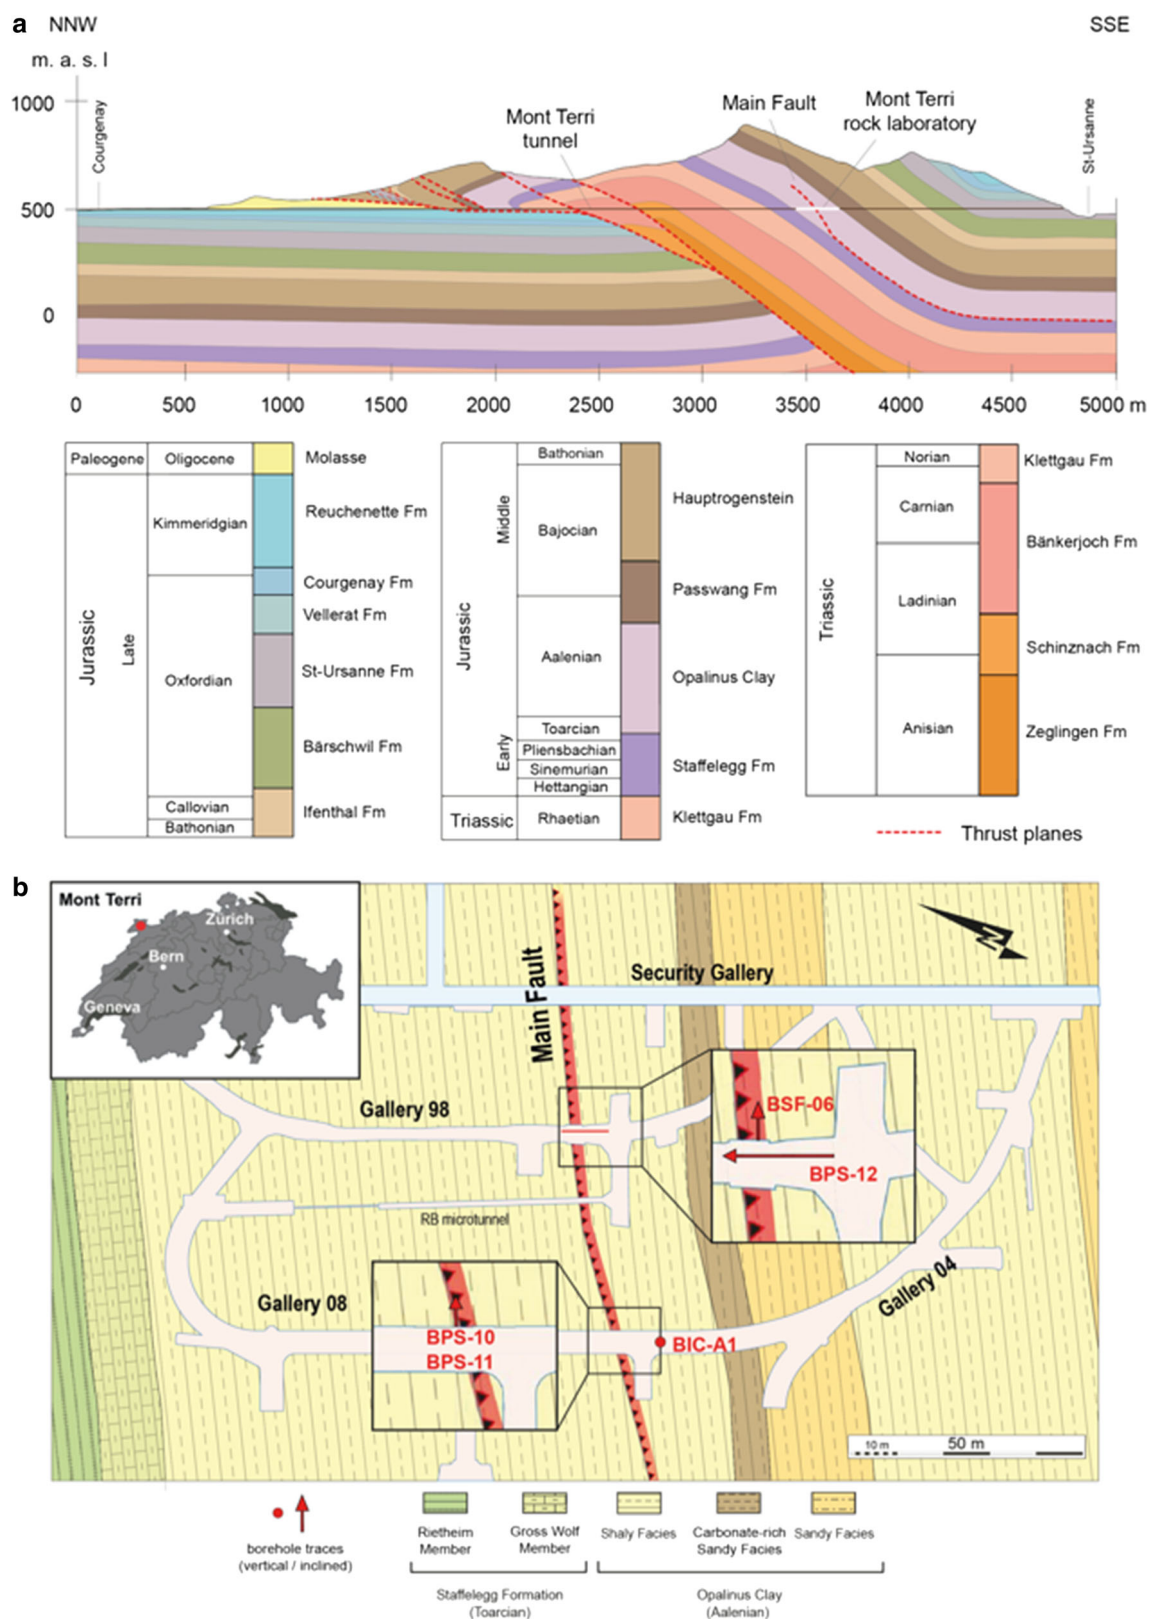 a NNW SSE
m. a. s. l
1000
500
0
Courgenay
Mont Terri
tunnel
Main Fault
Mont Terri
rock laboratory
St-Ursanne
0 500 1000 1500 2000 2500 3000 3500 4000 4500 5000 m
Paleogene Oligocene Molasse
Jurassic
Late
Kimmeridgian
Oxfordian
Callovian
Bathonian
Reuchenette Fm
Courgenay Fm
Vellerat Fm
St-Ursanne Fm
Bärschwil Fm
Ifenthal Fm
Jurassic
Middle
Early
Bathonian
Bajocian
Aalenian
Toarcian
Pliensbachian
Sinemurian
Hettangian
Triassic Rhaetian
Hauptrogenstein
Passwang Fm
Opalinus Clay
Staffelegg Fm
Klettgau Fm
Triassic
Norian
Carnian
Ladinian
Anisian
Klettgau Fm
Bänkerjoch Fm
Schinznach Fm
Zeglingen Fm
Thrust planes
b
Mont Terri
Zürich
Bern
Geneva
Main Fault
Security Gallery
N
Gallery 98
BSF-06
BPS-12
RB microtunnel
Gallery 08
BPS-10
BPS-11
BIC-A1
Gallery 04
10 m 50 m
borehole traces
(vertical / inclined)
Rietheim
Member
Gross Wolf
Member
Shaly Facies
Carbonate-rich
Sandy Facies
Sandy Facies
Staffelegg Formation
(Toarcian)
Opalinus Clay
(Aalenian)